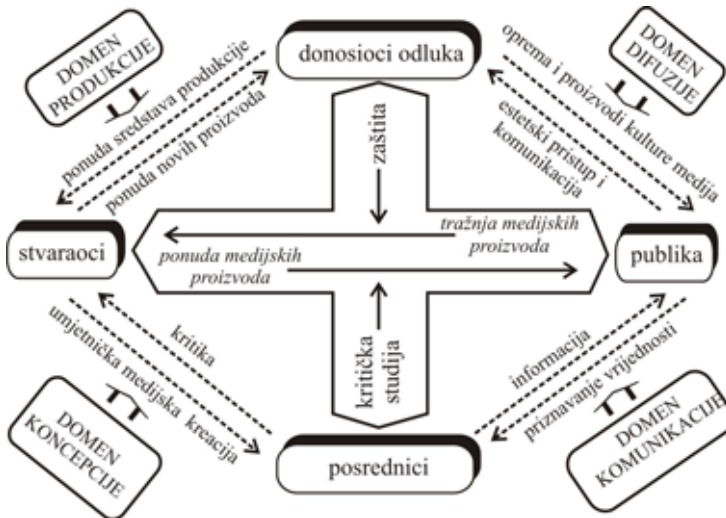 DOMEN
PRODUKCIJE
donosioci odluka
DOMEN
DIFUZIJE
ponuda sredstava produkcije
ponuda novih proizvoda
zaštita
oprema i proizvodi kulture medija
estetski pristup i
komunikacija
stvaraoci
tražnja medijskih
proizvoda
ponuda medijskih
proizvoda
publika
kritika
umjetnička medijska kreacija
kritička
studija
informacija
priznavanje vrijednosti
DOMEN
KONCEPCIJE
posrednici
DOMEN
KOMUNIKACIJE